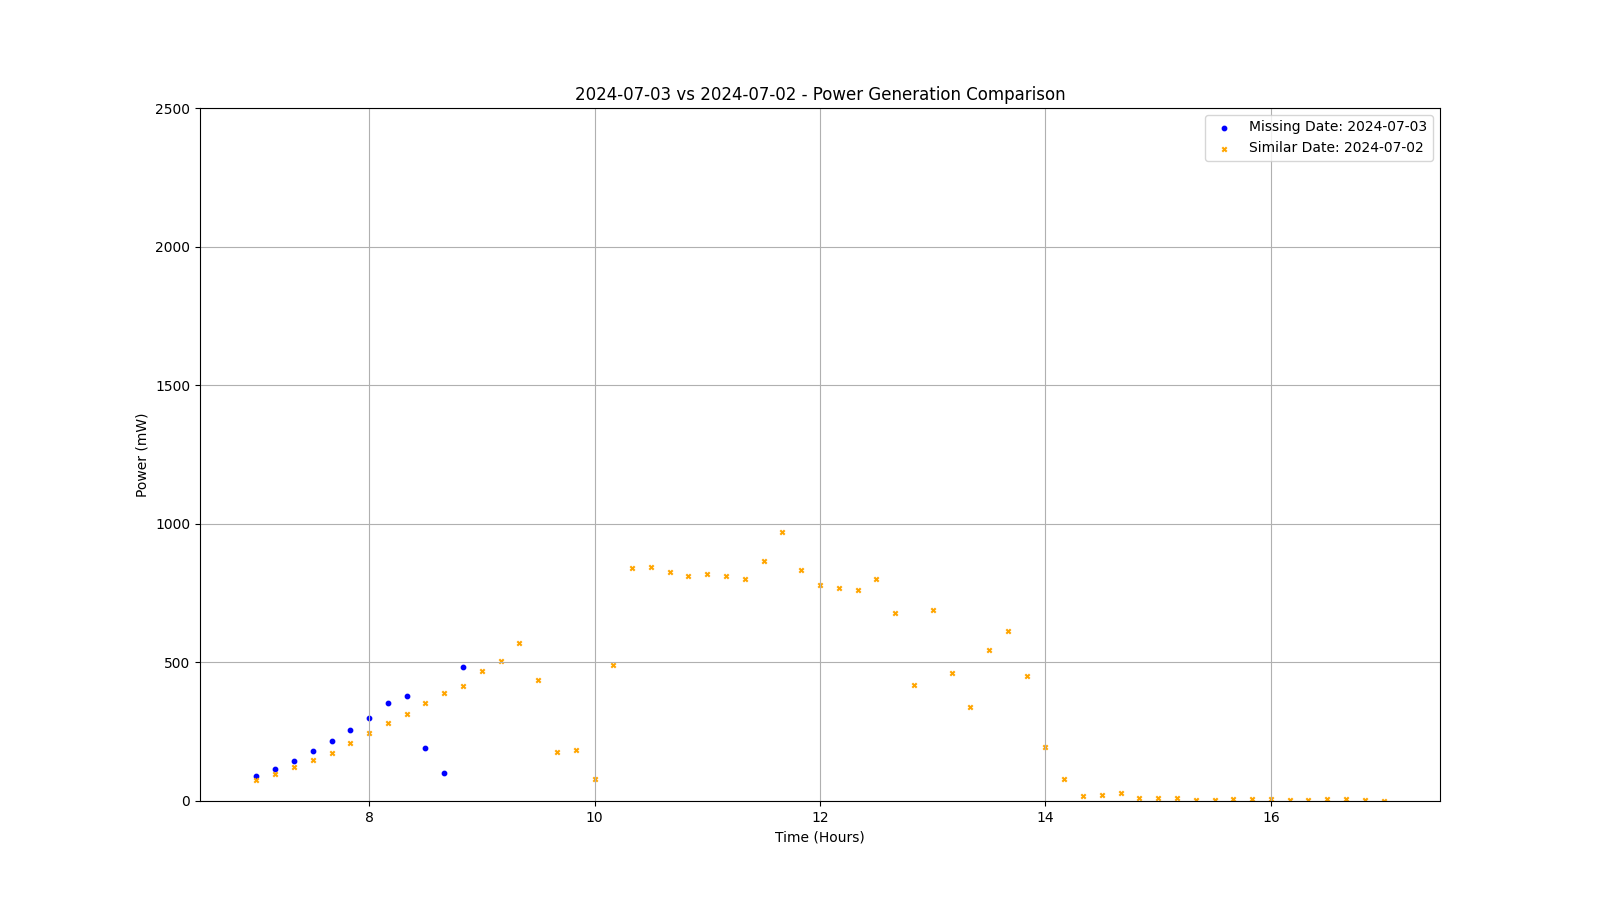 2024-07-03 vs 2024-07-02 - Power Generation Comparison
2500
2000
1500
1000
500
0
Power (mW)
Missing Date: 2024-07-03
Similar Date: 2024-07-02
8
10
12
14
16
Time (Hours)